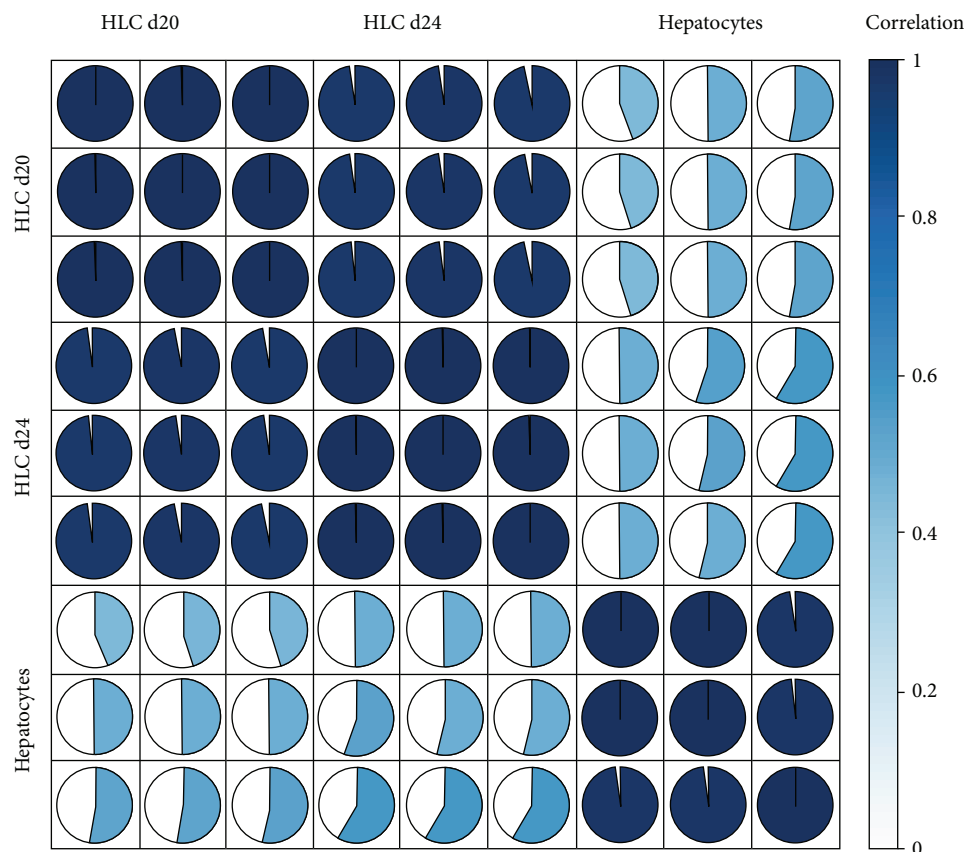 HLC d20 HLC d24 Hepatocytes Correlation
HLC d20
HLC d24
Hepatocytes
1
0.8
0.6
0.4
0.2
0